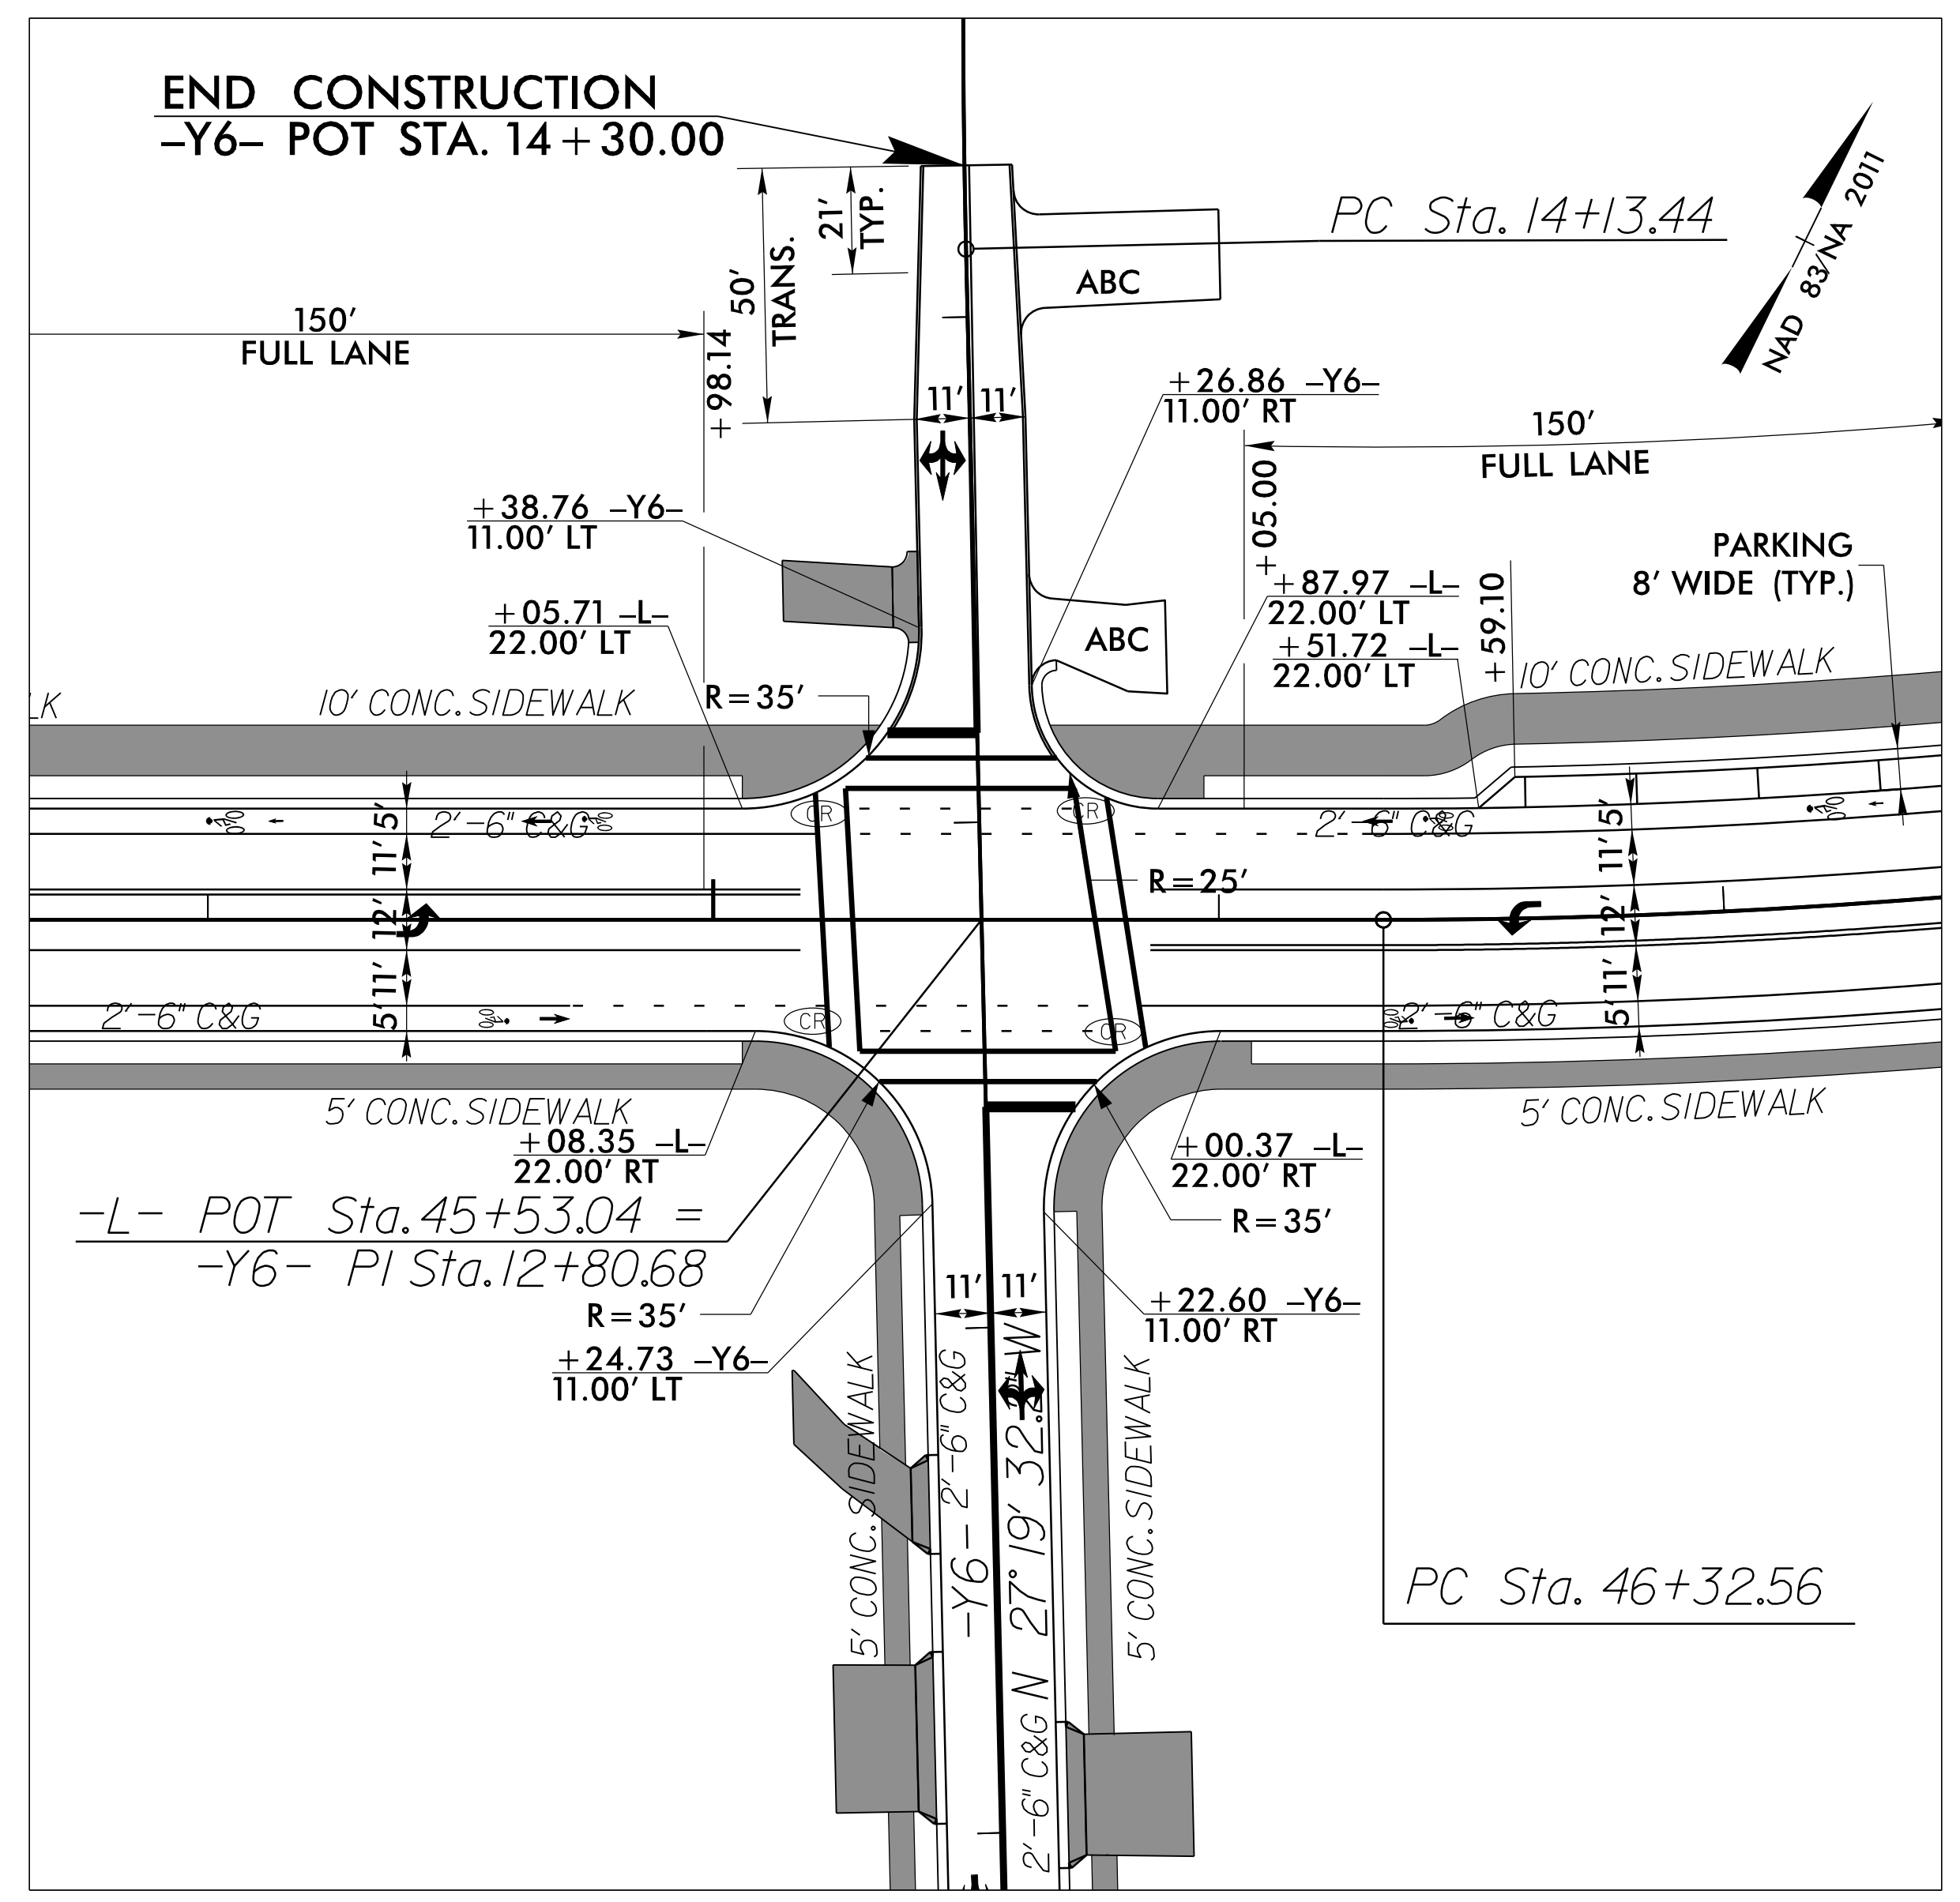 END CONSTRUCTION
–Y6– POT STA. 14+30.00
PC Sta. 14+13.44
NAD 83/NA 2011
21'
TYP.
50'
TRANS.
ABC
150'
FULL LANE
+98.14
11'
11'
+26.86 –Y6–
11.00' RT
150'
FULL LANE
+05.00
+38.76 –Y6–
11.00' LT
PARKING
8' WIDE (TYP.)
+87.97 –L–
22.00' LT
+59.10
+05.71 –L–
22.00' LT
ABC
+51.72 –L–
22.00' LT
LK
10' CONC. SIDEWALK
R=35'
10' CONC. SIDEWALK
2'-6" C&G
CR
CR
2'-6" C&G
5'
11'
12'
11'
5'
R=25'
5'
11'
12'
11'
5'
2'-6" C&G
CR
CR
2'-6" C&G
5' CONC. SIDEWALK
5' CONC. SIDEWALK
+08.35 –L–
22.00' RT
+00.37 –L–
22.00' RT
-L- POT Sta. 45+53.04 =
-Y6- PI Sta. 12+80.68
R=35'
R=35'
11'
11'
+22.60 –Y6–
11.00' RT
+24.73 –Y6–
11.00' LT
5' CONC. SIDEWALK
2'-6" C&G
-Y6-
N 27° 19' 32. W
5' CONC. SIDEWALK
2'-6" C&G
PC Sta. 46+32.56